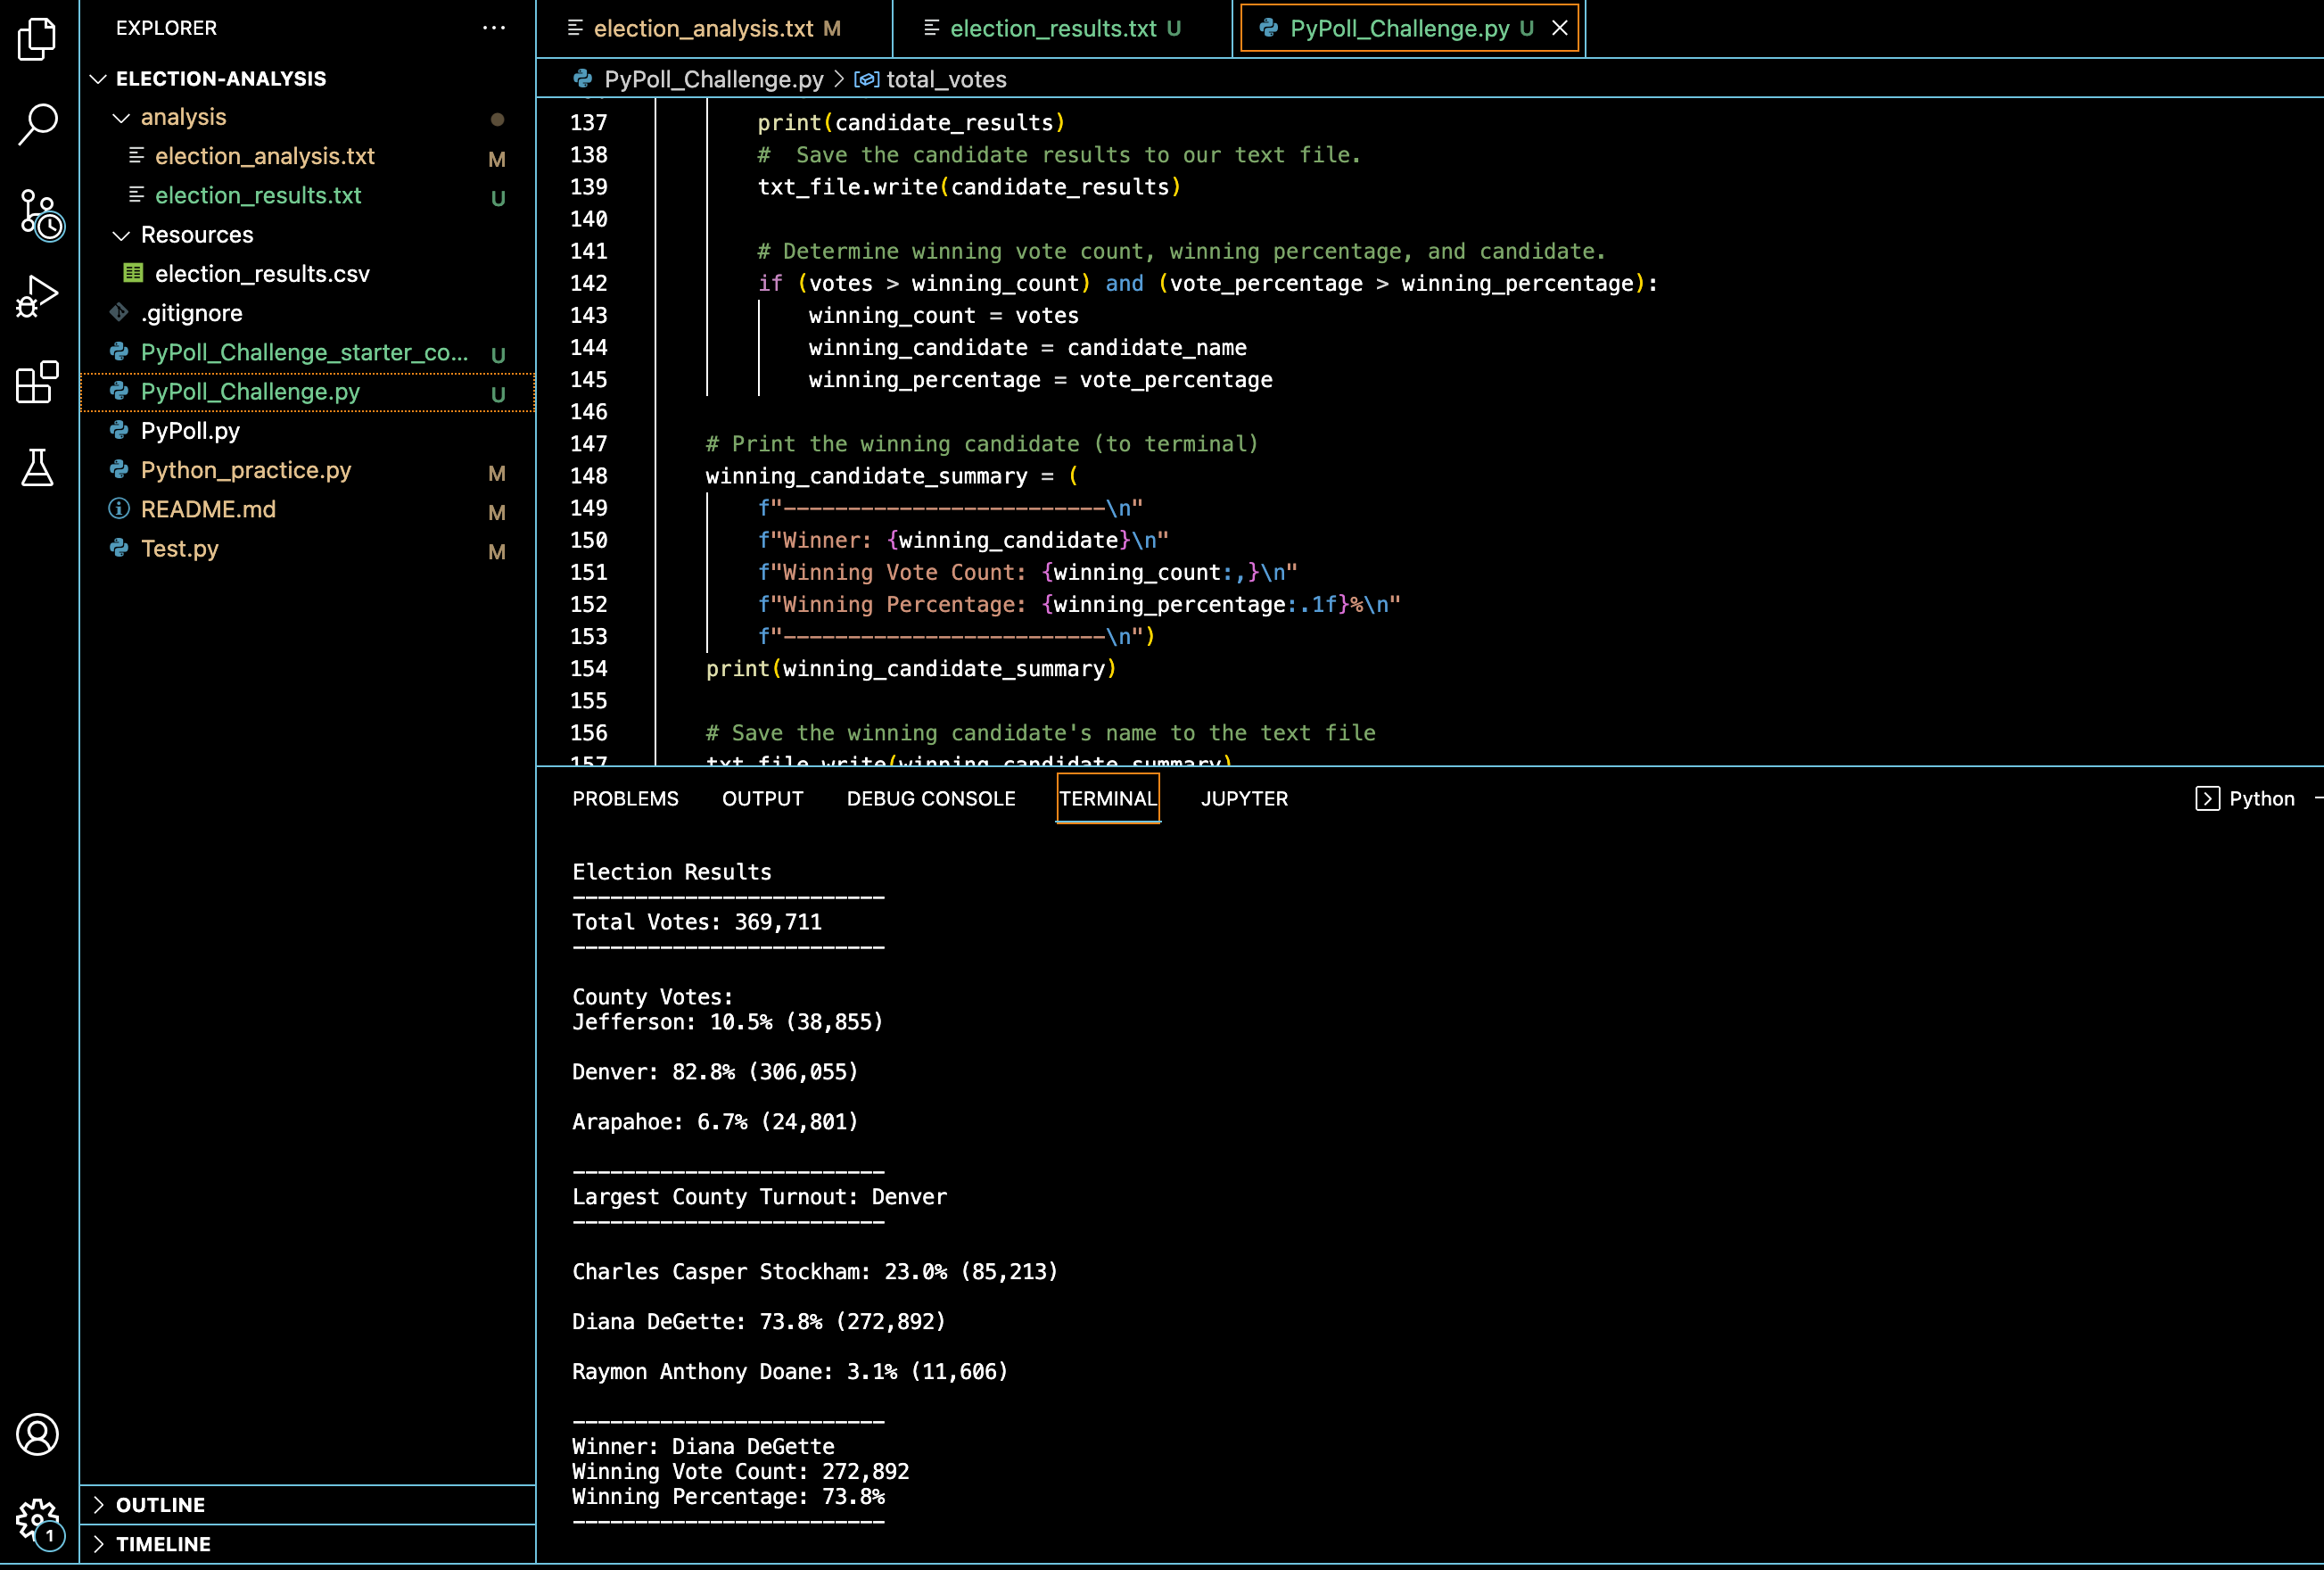 EXPLORER ...
ELECTION-ANALYSIS
analysis
election_analysis.txt M
election_results.txt U
Resources
election_results.csv
.gitignore
PyPoll_Challenge_starter_co... U
PyPoll_Challenge.py U
PyPoll.py
Python_practice.py M
README.md M
Test.py M
OUTLINE
TIMELINE
1
election_analysis.txt M
election_results.txt U
PyPoll_Challenge.py U
PyPoll_Challenge.py > total_votes
137 print(candidate_results)
138 #  Save the candidate results to our text file.
139 txt_file.write(candidate_results)
140
141 # Determine winning vote count, winning percentage, and candidate.
142 if (votes > winning_count) and (vote_percentage > winning_percentage):
143 winning_count = votes
144 winning_candidate = candidate_name
145 winning_percentage = vote_percentage
146
147 # Print the winning candidate (to terminal)
148 winning_candidate_summary = (
149 f"-------------------------\n"
150 f"Winner: {winning_candidate}\n"
151 f"Winning Vote Count: {winning_count:,}\n"
152 f"Winning Percentage: {winning_percentage:.1f}%\n"
153 f"-------------------------\n")
154 print(winning_candidate_summary)
155
156 # Save the winning candidate's name to the text file
157 txt_file.write(winning_candidate_summary)
PROBLEMS OUTPUT DEBUG CONSOLE TERMINAL JUPYTER
Python
Election Results
-------------------------
Total Votes: 369,711
-------------------------
County Votes:
Jefferson: 10.5% (38,855)
Denver: 82.8% (306,055)
Arapahoe: 6.7% (24,801)
-------------------------
Largest County Turnout: Denver
-------------------------
Charles Casper Stockham: 23.0% (85,213)
Diana DeGette: 73.8% (272,892)
Raymon Anthony Doane: 3.1% (11,606)
-------------------------
Winner: Diana DeGette
Winning Vote Count: 272,892
Winning Percentage: 73.8%
-------------------------